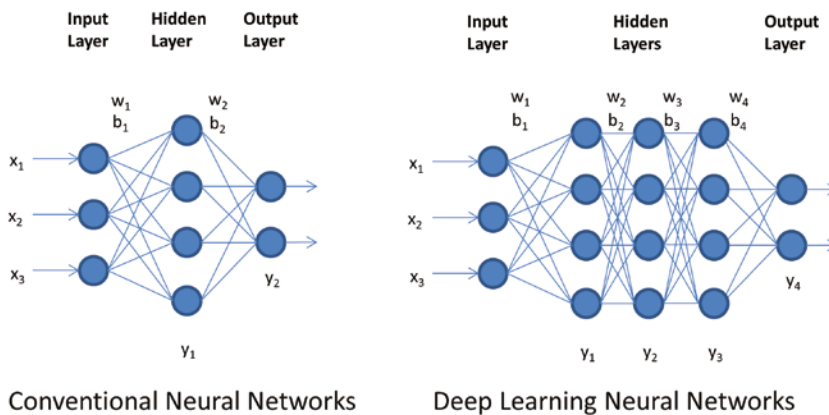 Input Layer
Hidden Layer
Output Layer
w₁
b₁
w₂
b₂
x₁
x₂
x₃
y₂
y₁
Conventional Neural Networks
Input Layer
Hidden Layers
Output Layer
w₁
b₁
w₂
b₂
w₃
b₃
w₄
b₄
x₁
x₂
x₃
y₄
y₁
y₂
y₃
Deep Learning Neural Networks